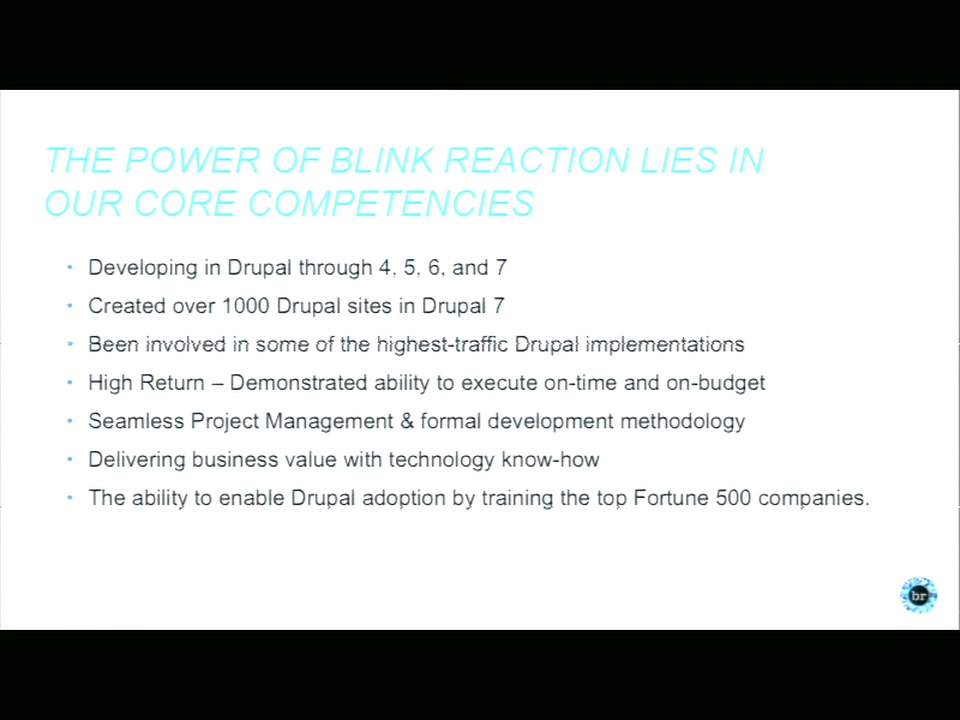 THE POWER OF BLINK REACTION LIES IN
OUR CORE COMPETENCIES
• Developing in Drupal through 4, 5, 6, and 7
• Created over 1000 Drupal sites in Drupal 7
• Been involved in some of the highest-traffic Drupal implementations
• High Return – Demonstrated ability to execute on-time and on-budget
• Seamless Project Management & formal development methodology
• Delivering business value with technology know-how
• The ability to enable Drupal adoption by training the top Fortune 500 companies.
br